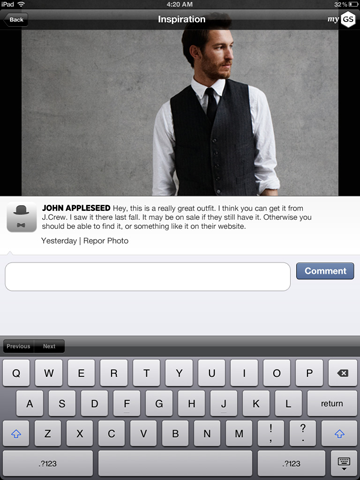 iPad 4:20 AM 83%
Back Inspiration my GS
JOHN APPLESEED Hey, this is a really great outfit. I think you can get it from
J.Crew. I saw it there last fall. It may be on sale if they still have it. Otherwise you
should be able to find it, or something like it on their website.
Yesterday | Repor Photo
Comment
Previous Next
Q W E R T Y U I O P
A S D F G H J K L return
Z X C V B N M ! , ? .
.?123 .?123